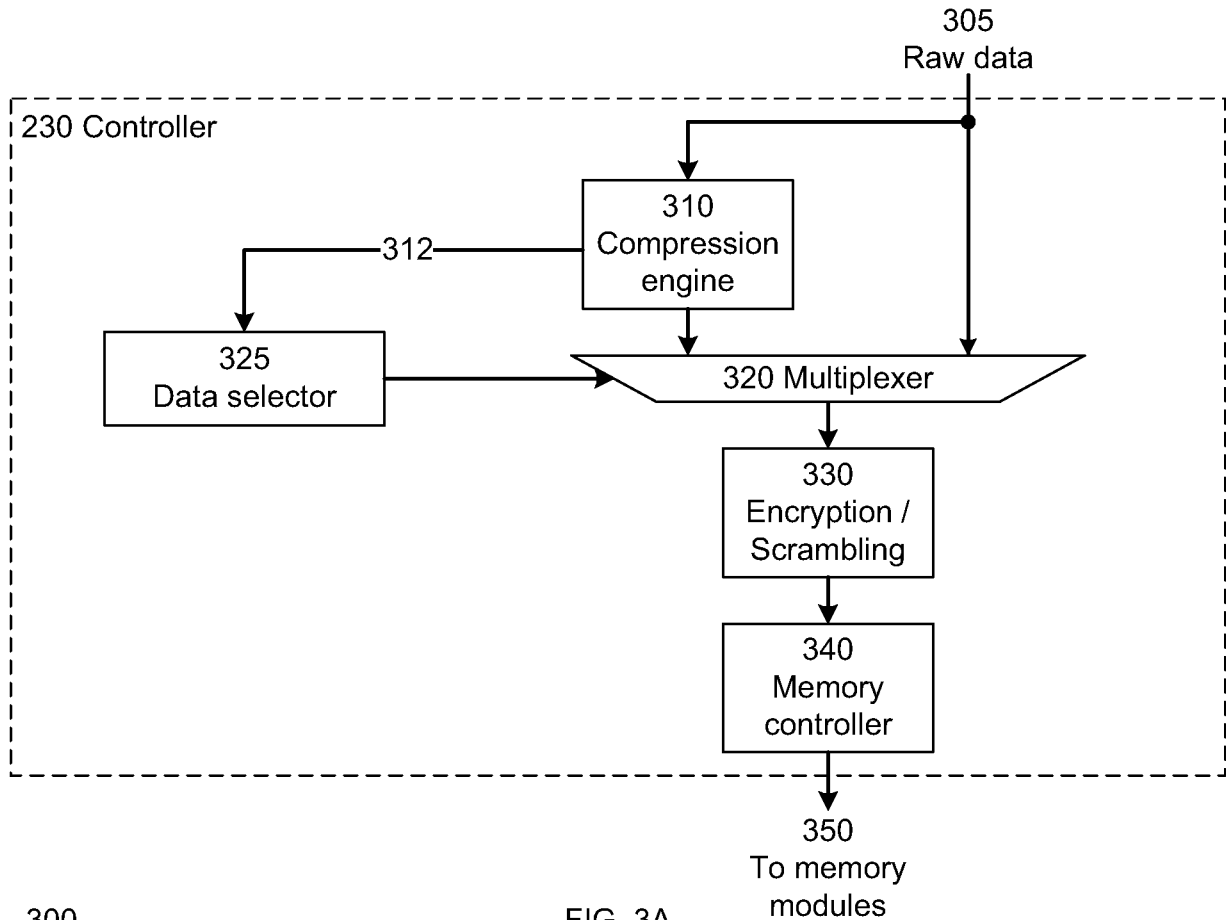 305
Raw data
230 Controller
310
Compression
engine
312
325
Data selector
320 Multiplexer
330
Encryption /
Scrambling
340
Memory
controller
350
To memory
modules
300
FIG. 3A